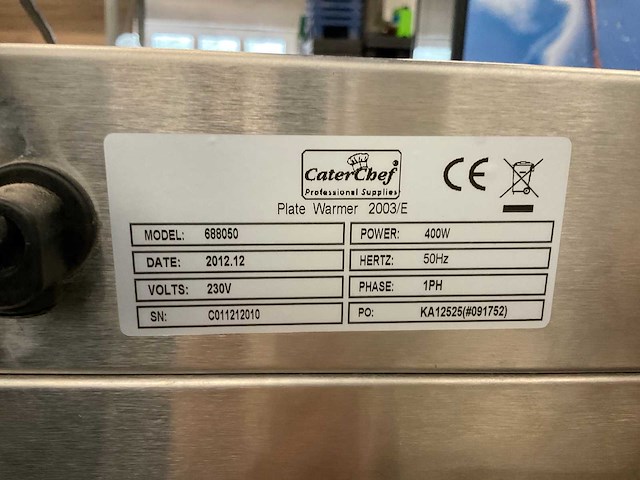 CaterChef
Professional Supplies
CE
Plate Warmer 2003/E
MODEL: 688050 POWER: 400W
DATE: 2012.12 HERTZ: 50Hz
VOLTS: 230V PHASE: 1PH
SN: C011212010 PO: KA12525(#091752)